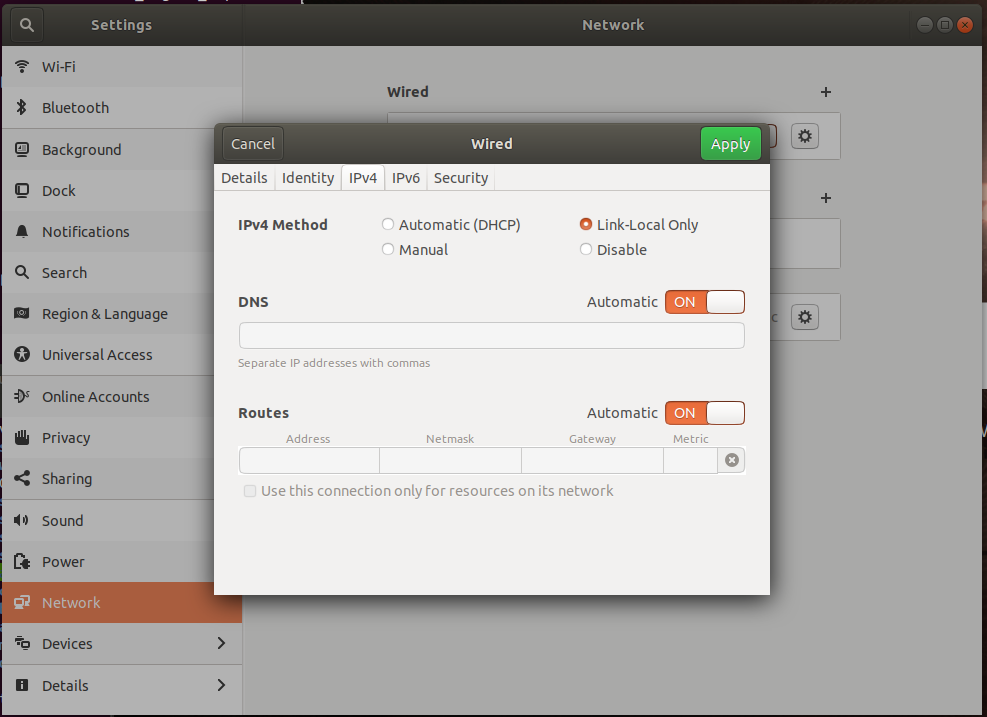 Settings
Network
Wi-Fi
Bluetooth
Background
Dock
Notifications
Search
Region & Language
Universal Access
Online Accounts
Privacy
Sharing
Sound
Power
Network
Devices
Details
Wired
Cancel
Wired
Apply
Details Identity IPv4 IPv6 Security
IPv4 Method
Automatic (DHCP)
Link-Local Only
Manual
Disable
DNS
Automatic ON
Separate IP addresses with commas
Routes
Automatic ON
Address Netmask Gateway Metric
Use this connection only for resources on its network